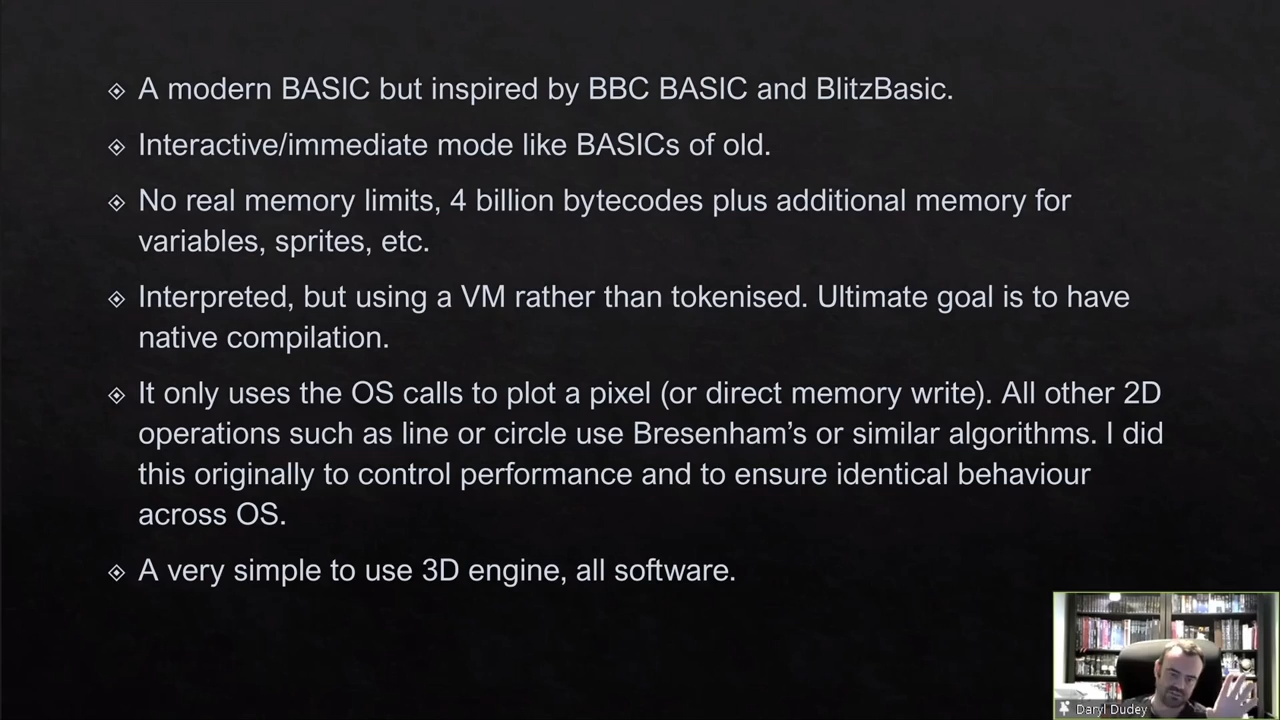 A modern BASIC but inspired by BBC BASIC and BlitzBasic.
Interactive/immediate mode like BASICs of old.
No real memory limits, 4 billion bytecodes plus additional memory for
variables, sprites, etc.
Interpreted, but using a VM rather than tokenised. Ultimate goal is to have
native compilation.
It only uses the OS calls to plot a pixel (or direct memory write). All other 2D
operations such as line or circle use Bresenham’s or similar algorithms. I did
this originally to control performance and to ensure identical behaviour
across OS.
A very simple to use 3D engine, all software.
Daryl Dudey